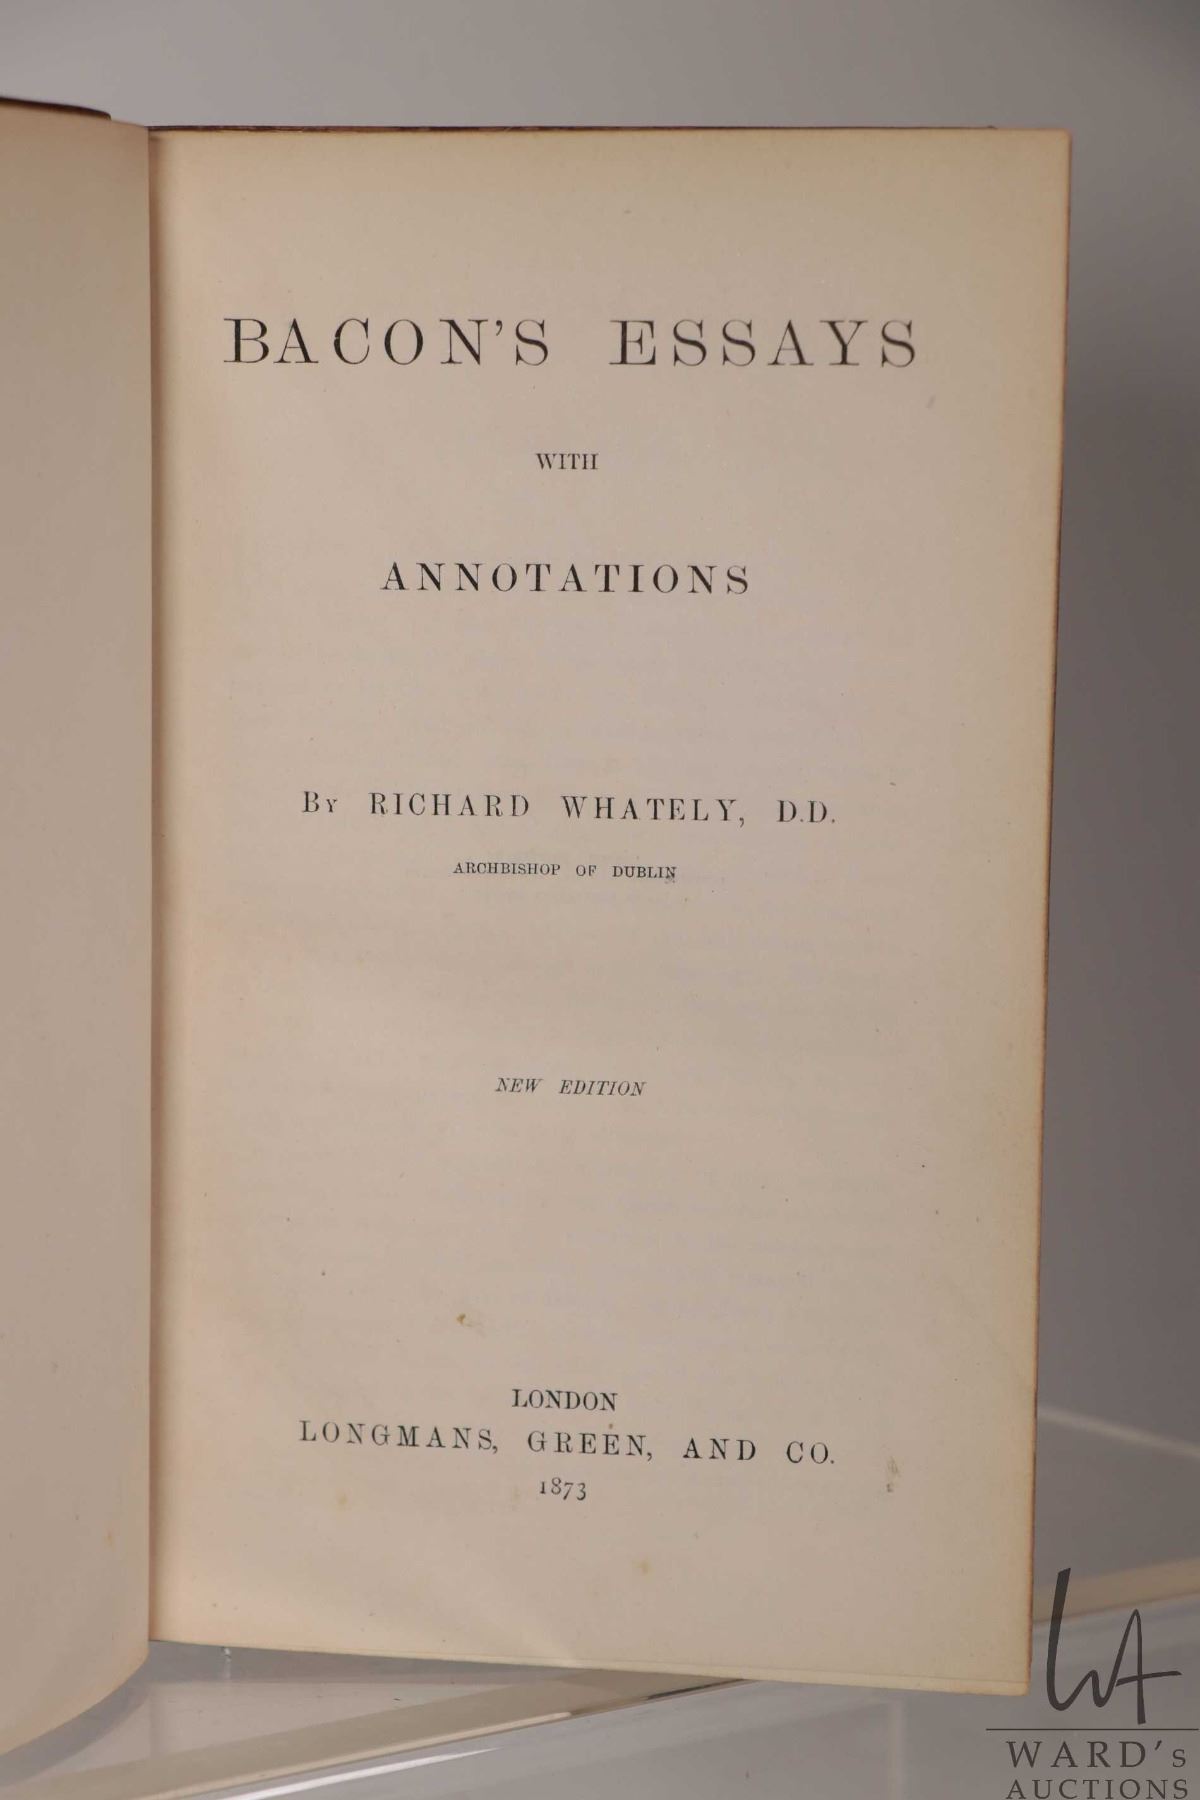 BACON'S ESSAYS
WITH
ANNOTATIONS
By RICHARD WHATELY, D.D.
ARCHBISHOP OF DUBLIN
NEW EDITION
LONDON
LONGMANS, GREEN, AND CO.
1873
WA
WARD's
AUCTIONS